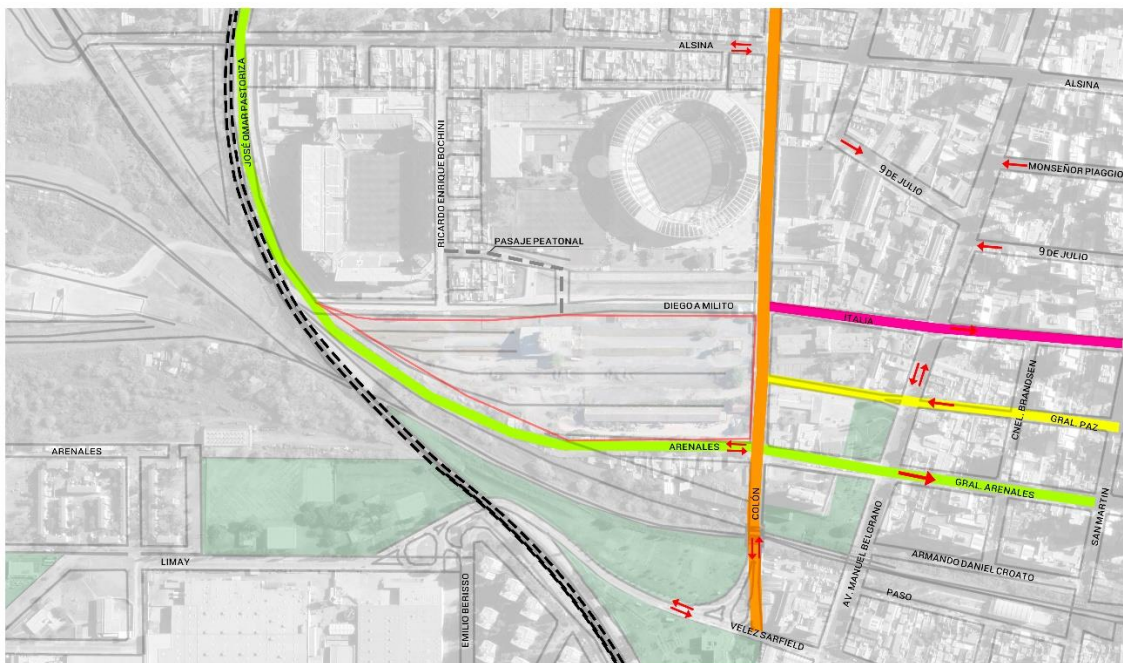 ALSINA
ALSINA
JOSÉ OMAR PASTORIZA
RICARDO ENRIQUE BOCHINI
9 DE JULIO
MONSEÑOR PIAGGIO
PASAJE PEATONAL
9 DE JULIO
DIEGO A MILITO
ITALIA
CNEL. BRANDSEN
GRAL. PAZ
ARENALES
ARENALES
GRAL. ARENALES
COLÓN
SAN MARTIN
AV. MANUEL BELGRANO
LIMAY
ARMANDO DANIEL CROATO
PASO
EMILIO BERISSO
VELEZ SARFIELD